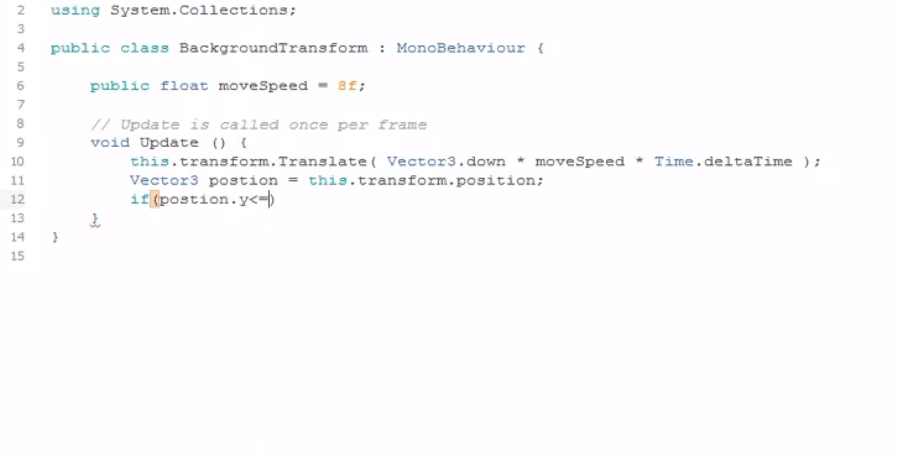 2 using System.Collections;
3
4 public class BackgroundTransform : MonoBehaviour {
5
6 public float moveSpeed = 8f;
7
8 // Update is called once per frame
9 void Update () {
10 this.transform.Translate( Vector3.down * moveSpeed * Time.deltaTime );
11 Vector3 postion = this.transform.position;
12 if(postion.y<=)
13 }
14 }
15